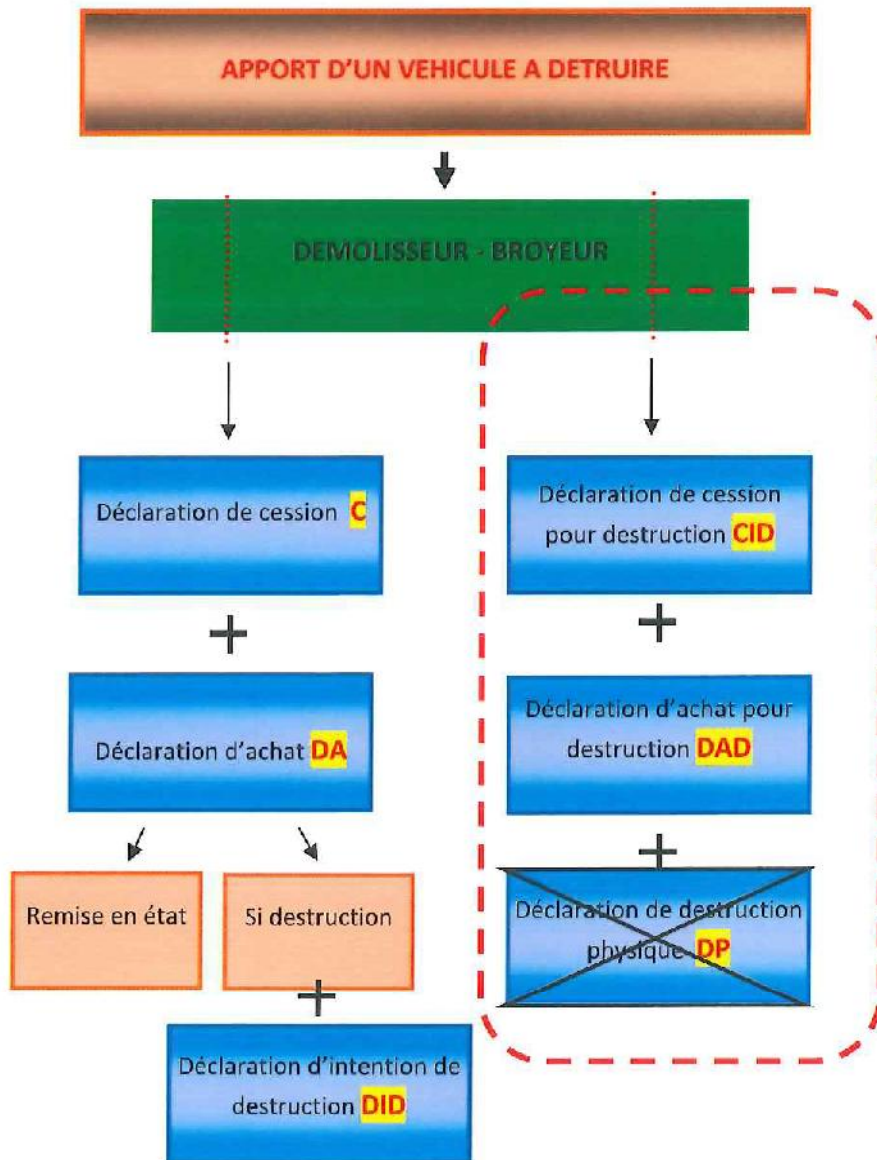 APPORT D'UN VEHICULE A DETRUIRE
DEMOLISSEUR - BROYEUR
Déclaration de cession C
Déclaration de cession
pour destruction CID
+
+
Déclaration d'achat DA
Déclaration d'achat pour
destruction DAD
+
Remise en état
Si destruction
Déclaration de destruction
physique DP
+
Déclaration d'intention de
destruction DID